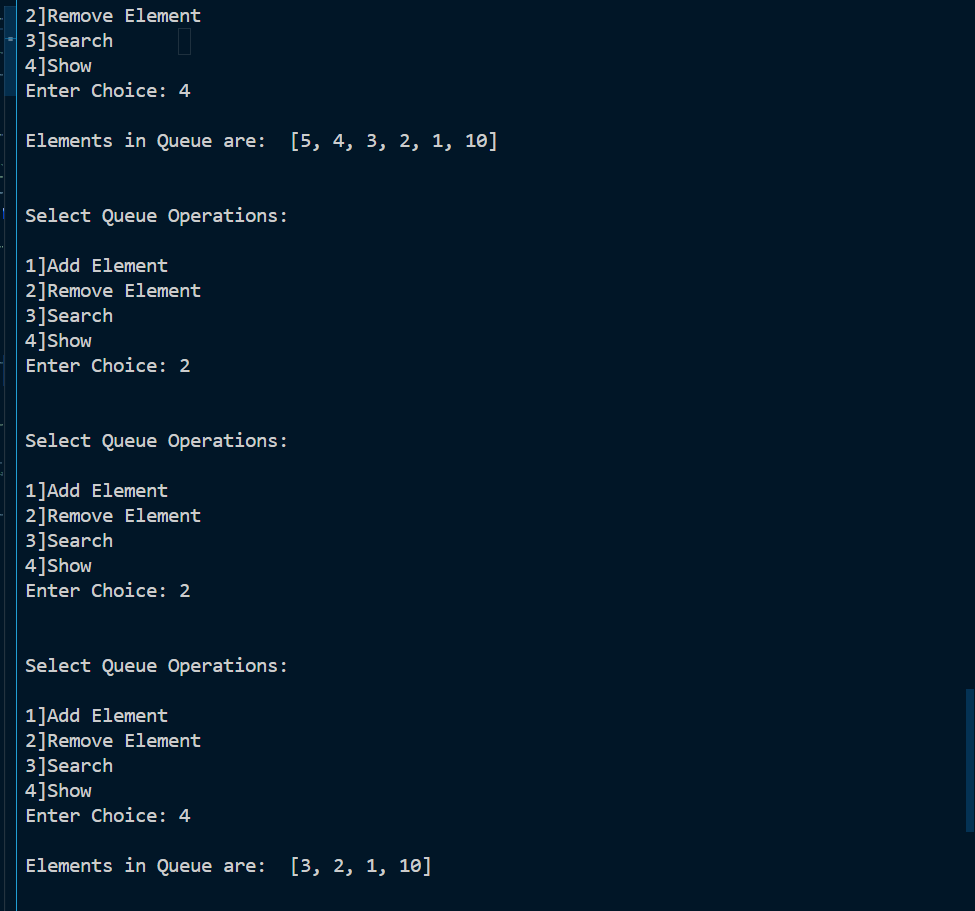 2]Remove Element
3]Search
4]Show
Enter Choice: 4
Elements in Queue are:  [5, 4, 3, 2, 1, 10]
Select Queue Operations:
1]Add Element
2]Remove Element
3]Search
4]Show
Enter Choice: 2
Select Queue Operations:
1]Add Element
2]Remove Element
3]Search
4]Show
Enter Choice: 2
Select Queue Operations:
1]Add Element
2]Remove Element
3]Search
4]Show
Enter Choice: 4
Elements in Queue are:  [3, 2, 1, 10]